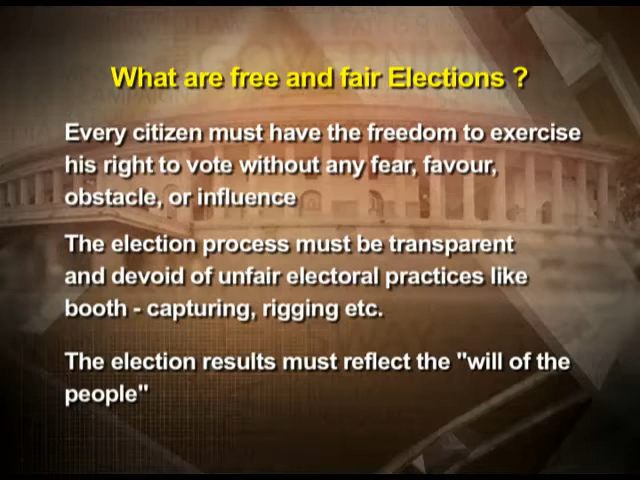 What are free and fair Elections ?
Every citizen must have the freedom to exercise
his right to vote without any fear, favour,
obstacle, or influence
The election process must be transparent
and devoid of unfair electoral practices like
booth - capturing, rigging etc.
The election results must reflect the "will of the
people"